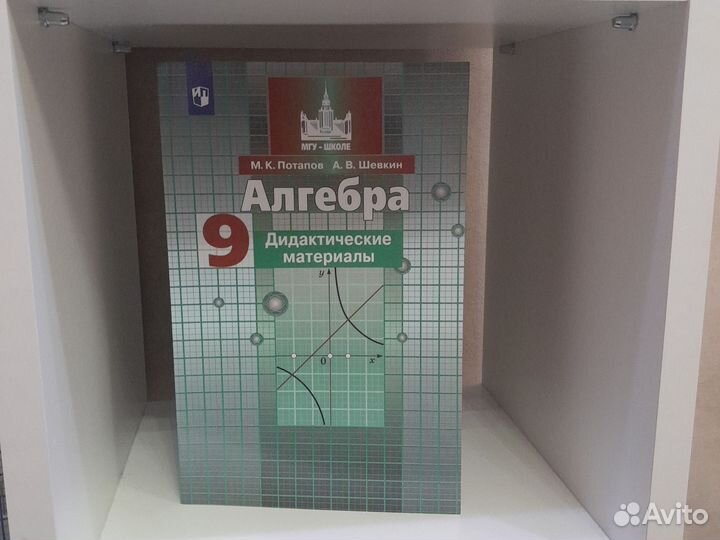 МГУ - ШКОЛЕ
М. К. Потапов А. В. Шевкин
Алгебра
9
Дидактические
материалы
y
0
x
Avito